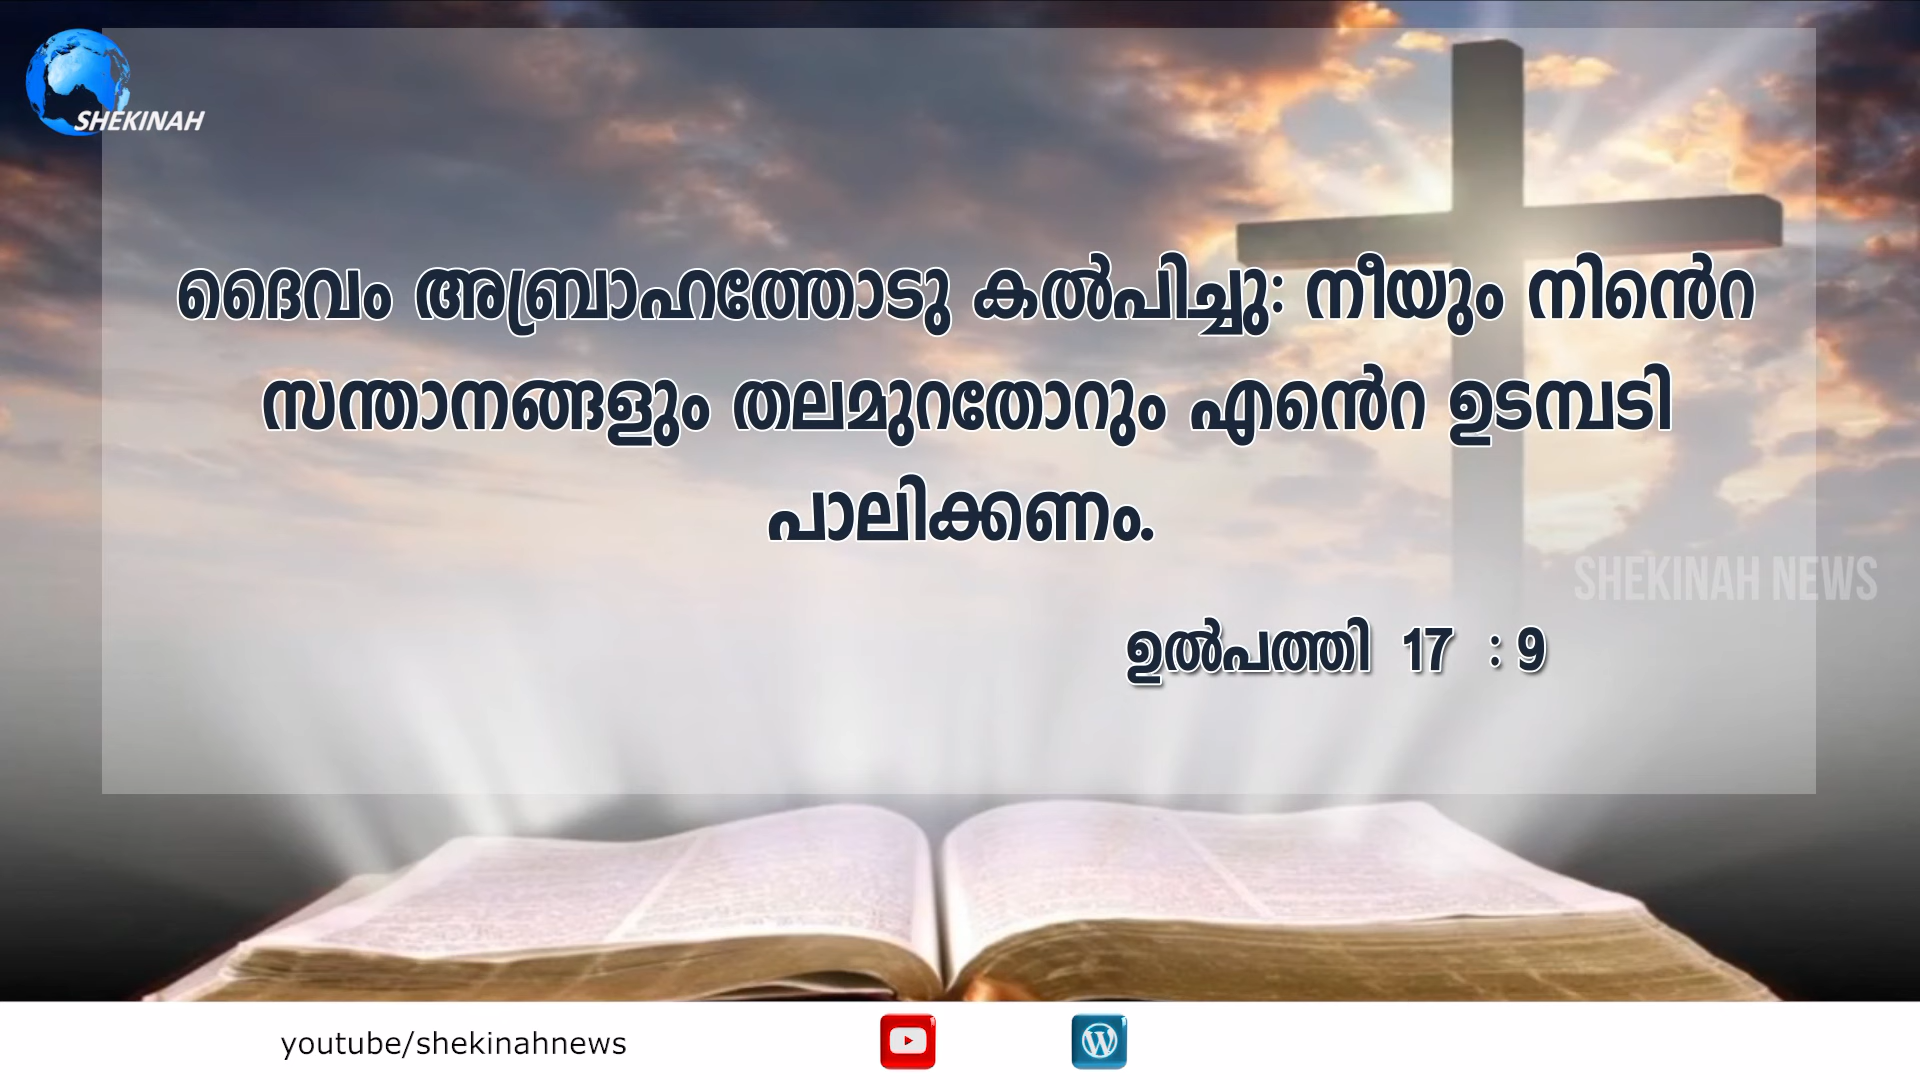 SHEKINAH
ദൈവം അബ്രാഹത്തോടു കൽപിച്ചു: നീയും നിൻെറ
സന്താനങ്ങളും തലമുറതോറും എൻെറ ഉടമ്പടി
പാലിക്കണം.
SHEKINAH NEWS
ഉൽപത്തി 17 : 9
youtube/shekinahnews